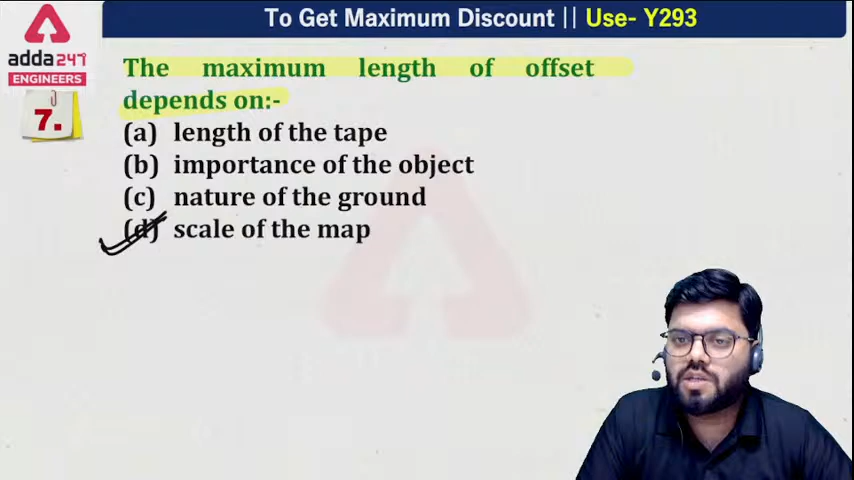 To Get Maximum Discount || Use- Y293
adda247
ENGINEERS
7.
The maximum length of offset
depends on:-
(a) length of the tape
(b) importance of the object
(c) nature of the ground
(d) scale of the map